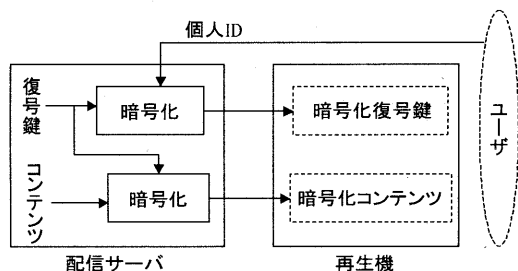 個人ID
復号鍵
暗号化
暗号化復号鍵
ユーザ
コンテンツ
暗号化
暗号化コンテンツ
配信サーバ
再生機